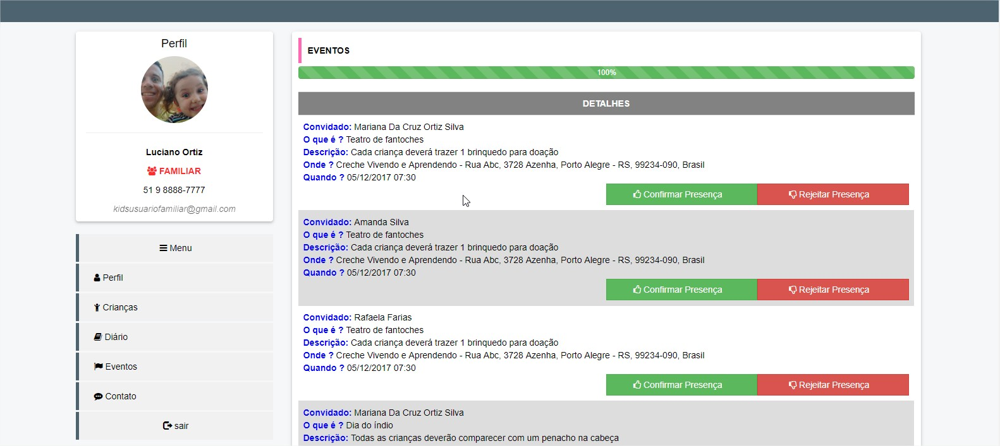 Perfil
Luciano Ortiz
FAMILIAR
51 9 8888-7777
kidsusuariofamiliar@gmail.com
Menu
Perfil
Crianças
Diário
Eventos
Contato
sair
EVENTOS
100%
DETALHES
Convidado: Mariana Da Cruz Ortiz Silva
O que é ? Teatro de fantoches
Descrição: Cada criança deverá trazer 1 brinquedo para doação
Onde ? Creche Vivendo e Aprendendo - Rua Abc, 3728 Azenha, Porto Alegre - RS, 99234-090, Brasil
Quando ? 05/12/2017 07:30
Confirmar Presença Rejeitar Presença
Convidado: Amanda Silva
O que é ? Teatro de fantoches
Descrição: Cada criança deverá trazer 1 brinquedo para doação
Onde ? Creche Vivendo e Aprendendo - Rua Abc, 3728 Azenha, Porto Alegre - RS, 99234-090, Brasil
Quando ? 05/12/2017 07:30
Confirmar Presença Rejeitar Presença
Convidado: Rafaela Farias
O que é ? Teatro de fantoches
Descrição: Cada criança deverá trazer 1 brinquedo para doação
Onde ? Creche Vivendo e Aprendendo - Rua Abc, 3728 Azenha, Porto Alegre - RS, 99234-090, Brasil
Quando ? 05/12/2017 07:30
Confirmar Presença Rejeitar Presença
Convidado: Mariana Da Cruz Ortiz Silva
O que é ? Dia do índio
Descrição: Todas as crianças deverão comparecer com um penacho na cabeça